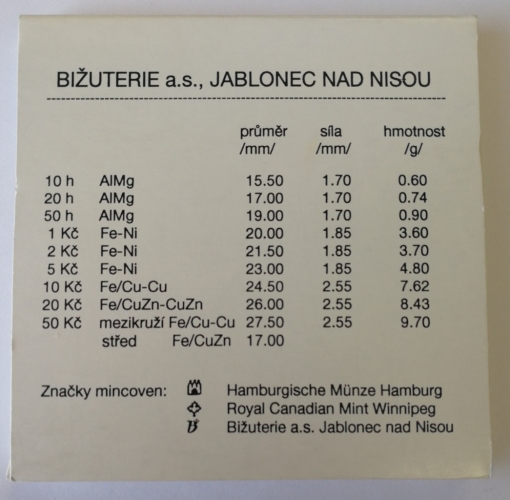 BIŽUTERIE a.s., JABLONEC NAD NISOU
průměr síla hmotnost
/mm/ /mm/ /g/
10 h AlMg 15.50 1.70 0.60
20 h AlMg 17.00 1.70 0.74
50 h AlMg 19.00 1.70 0.90
1 Kč Fe-Ni 20.00 1.85 3.60
2 Kč Fe-Ni 21.50 1.85 3.70
5 Kč Fe-Ni 23.00 1.85 4.80
10 Kč Fe/Cu-Cu 24.50 2.55 7.62
20 Kč Fe/CuZn-CuZn 26.00 2.55 8.43
50 Kč mezikruží Fe/Cu-Cu 27.50 2.55 9.70
střed Fe/CuZn 17.00
Značky mincoven: Hamburgische Münze Hamburg
Royal Canadian Mint Winnipeg
Bižuterie a.s. Jablonec nad Nisou